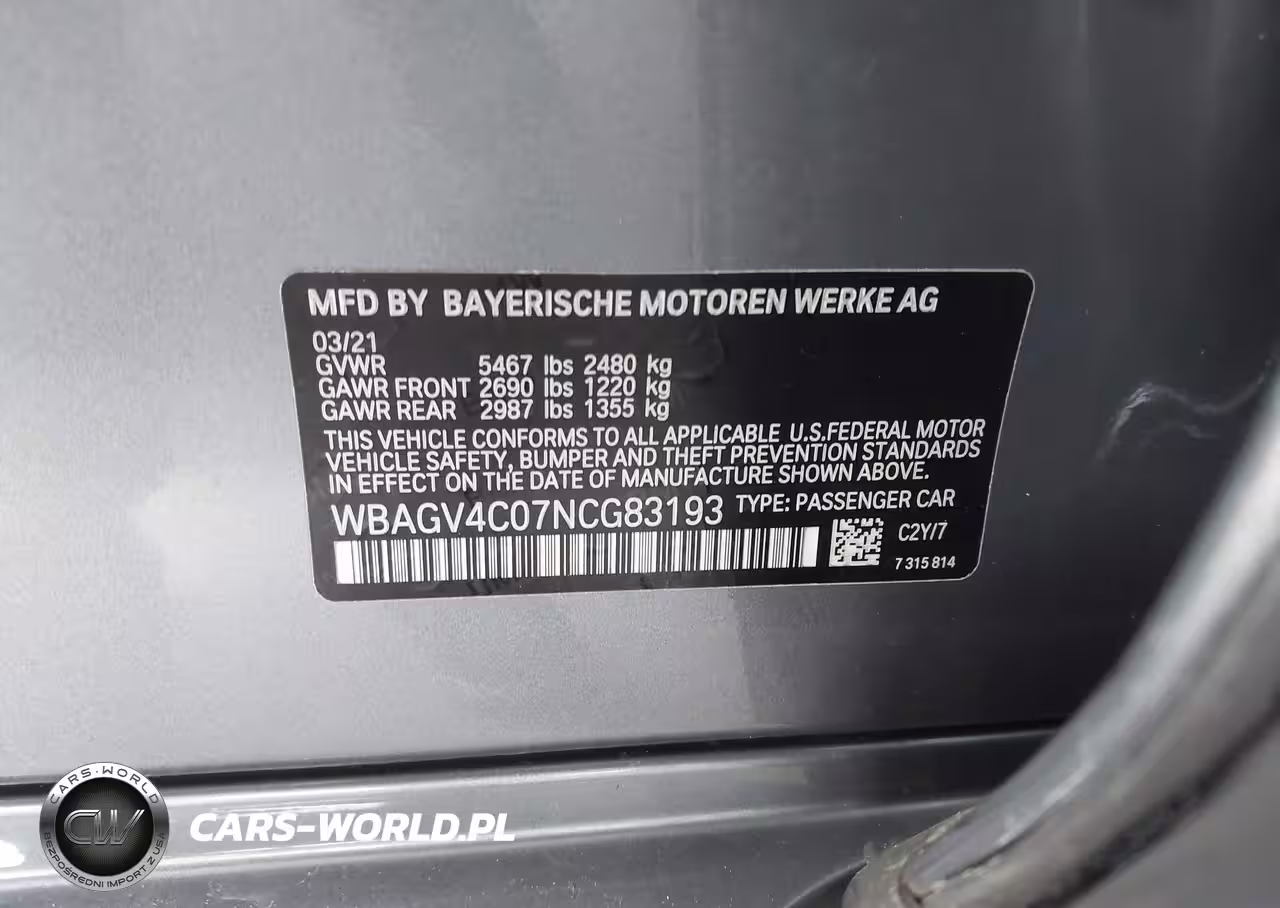 MFD BY BAYERISCHE MOTOREN WERKE AG
03/21
GVWR 5467 lbs 2480 kg
GAWR FRONT 2690 lbs 1220 kg
GAWR REAR 2987 lbs 1355 kg
THIS VEHICLE CONFORMS TO ALL APPLICABLE U.S.FEDERAL MOTOR
VEHICLE SAFETY, BUMPER AND THEFT PREVENTION STANDARDS
IN EFFECT ON THE DATE OF MANUFACTURE SHOWN ABOVE.
WBAGV4C07NCG83193 TYPE: PASSENGER CAR
C2Y/7
7 315 814
CARS-WORLD
CW
BEZPOŚREDNI IMPORT Z USA
CARS-WORLD.PL